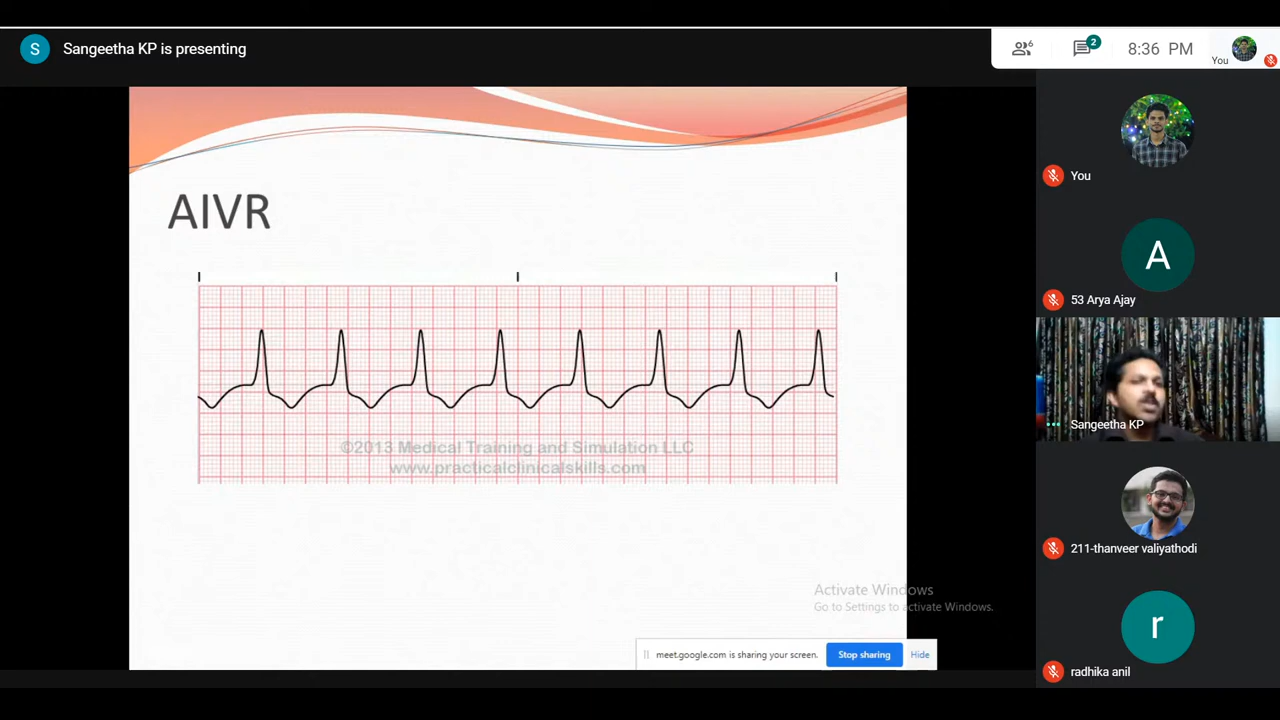 S Sangeetha KP is presenting
6
2
8:36 PM
You
AIVR
©2013 Medical Training and Simulation LLC
www.practicalclinicalskills.com
Activate Windows
Go to Settings to activate Windows.
meet.google.com is sharing your screen. Stop sharing Hide
You
A
53 Arya Ajay
Sangeetha KP
211-thanveer valiyathodi
r
radhika anil